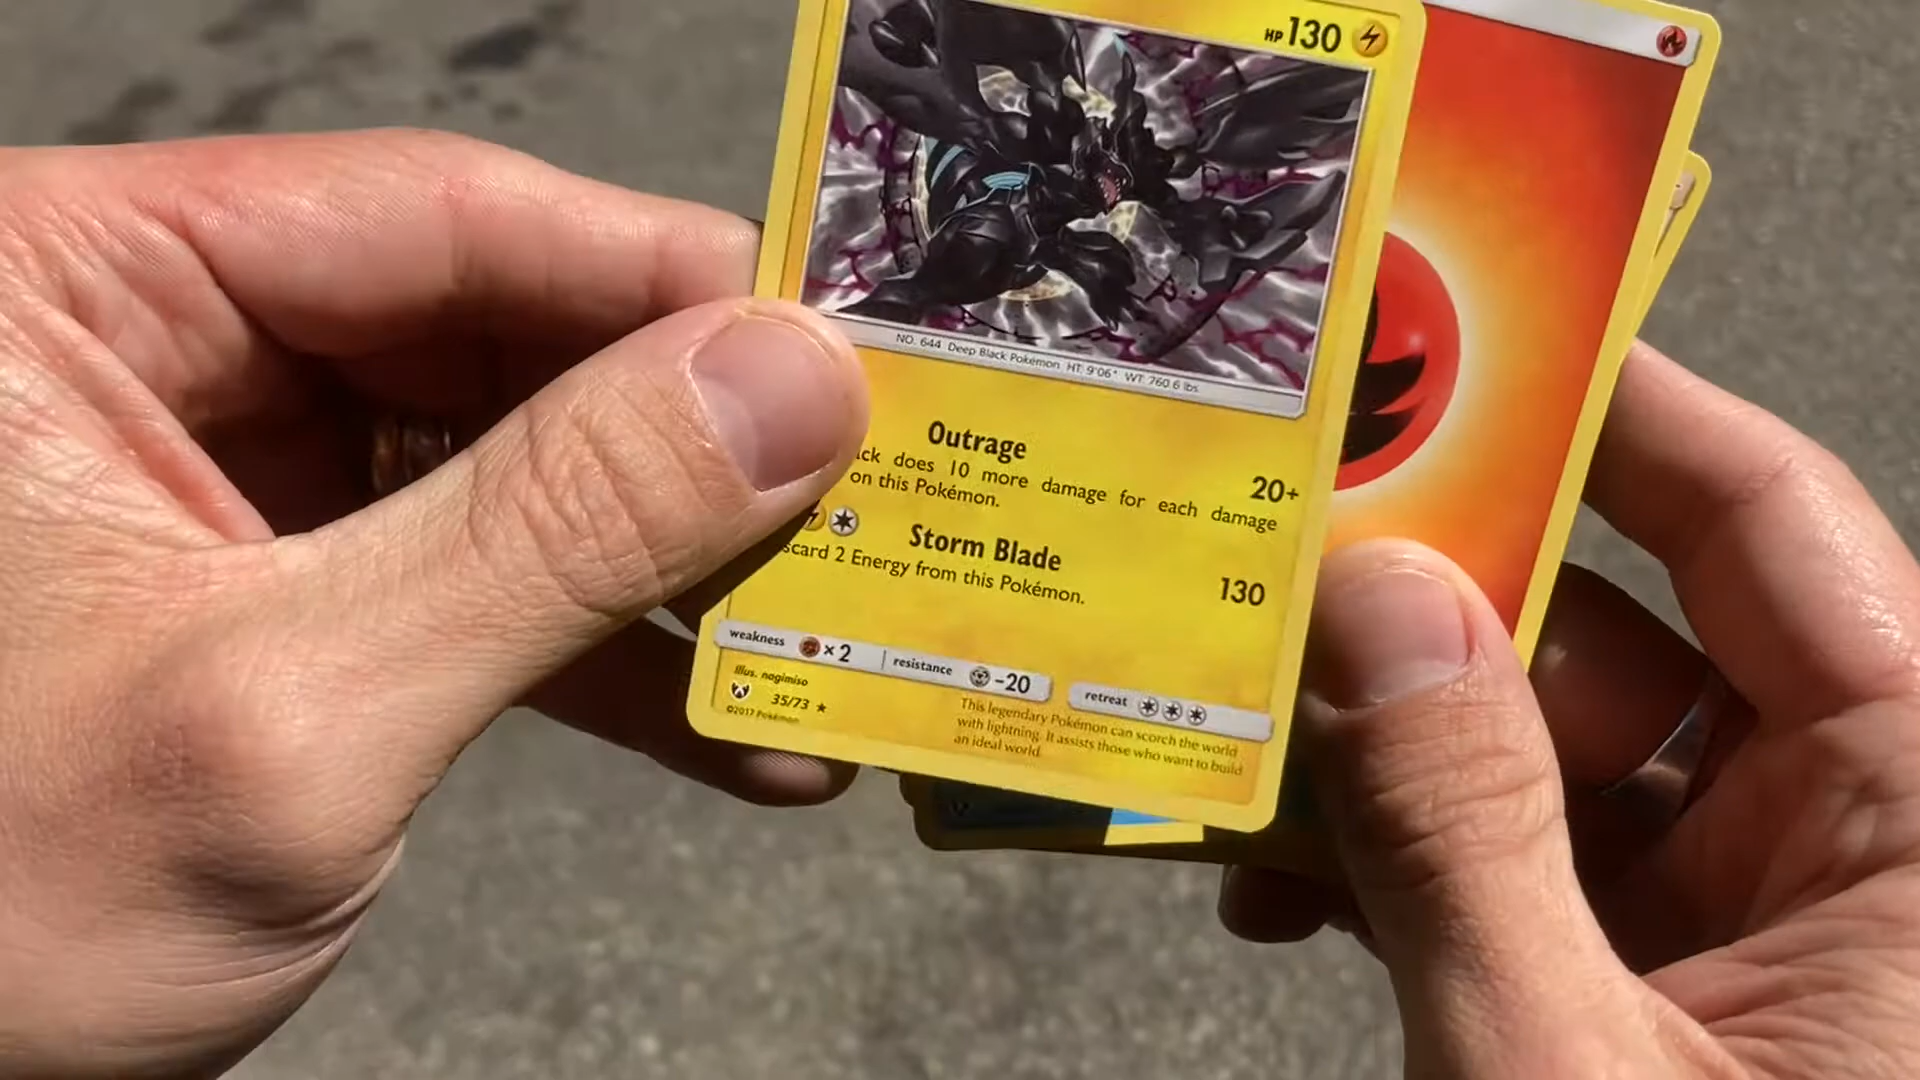 HP 130
NO. 644 Deep Black Pokémon HT: 9'06" WT: 760.6 lbs.
Outrage 20+
ck does 10 more damage for each damage
on this Pokémon.
Storm Blade 130
scard 2 Energy from this Pokémon.
weakness ×2 resistance -20 retreat
Illus. nagimiso
35/73 ★
©2017 Pokémon
This legendary Pokémon can scorch the world
with lightning. It assists those who want to build
an ideal world.